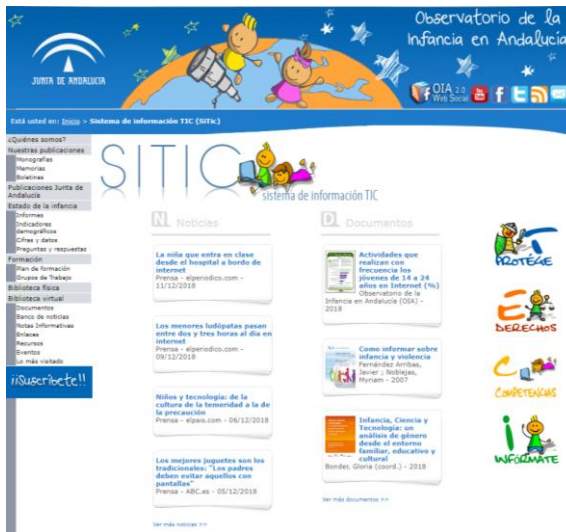 Observatorio de la
Infancia en Andalucía
JUNTA DE ANDALUCIA
OIA 2.0
Web Social
Está usted en: Inicio > Sistema de información TIC (SiTic)
¿Quiénes somos?
Nuestras publicaciones
Monografías
Memorias
Boletines
Publicaciones Junta de
Andalucía
Estado de la infancia
Informes
Indicadores
demográficos
Cifras y datos
Preguntas y respuestas
Formación
Plan de formación
Grupos de Trabajo
Biblioteca física
Biblioteca virtual
Documentos
Banco de noticias
Notas Informativas
Enlaces
Recursos
Eventos
Lo más visitado
¡¡Suscríbete!!
SITIC
sistema de información TIC
N Noticias
La niña que entra en clase
desde el hospital a bordo de
internet
Prensa - elperiodico.com -
11/12/2018
Los menores ludópatas pasan
entre dos y tres horas al día en
internet
Prensa - elperiodico.com -
09/12/2018
Niños y tecnología: de la
cultura de la temeridad a la de
la precaución
Prensa - elpais.com - 06/12/2018
Los mejores juguetes son los
tradicionales: "Los padres
deben evitar aquellos con
pantallas"
Prensa - ABC.es - 05/12/2018
Ver más noticias >>
D Documentos
Actividades que
realizan con
frecuencia los
jóvenes de 14 a 24
años en Internet (%)
Observatorio de la
Infancia en Andalucía (OIA) -
2018
Como informar sobre
infancia y violencia
Fernández Arribas,
Javier ; Noblejas,
Myriam - 2007
Infancia, Ciencia y
Tecnología: un
análisis de género
desde el entorno
familiar, educativo y
cultural
Bonder, Gloria (coord.) - 2018
Ver más documentos >>
T
PROTÉGE
E
DERECHOS
C
COMPETENCIAS
i
INFÓRMATE